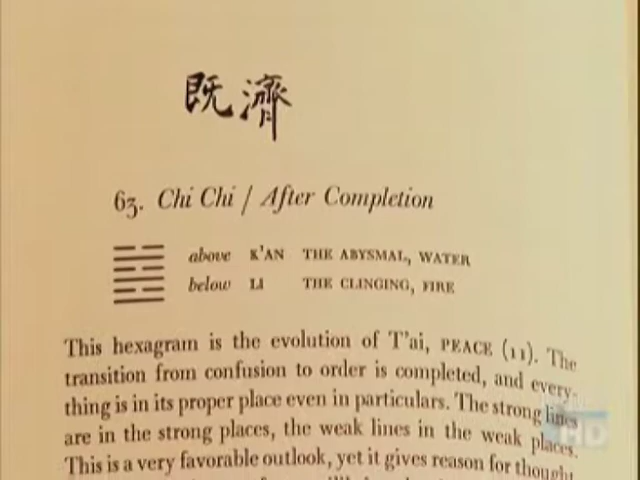 既濟
63. Chi Chi / After Completion
above K'AN THE ABYSMAL, WATER
below LI THE CLINGING, FIRE
This hexagram is the evolution of T'ai, PEACE (11). The
transition from confusion to order is completed, and every-
thing is in its proper place even in particulars. The strong lines
are in the strong places, the weak lines in the weak places.
This is a very favorable outlook, yet it gives reason for thought
HD